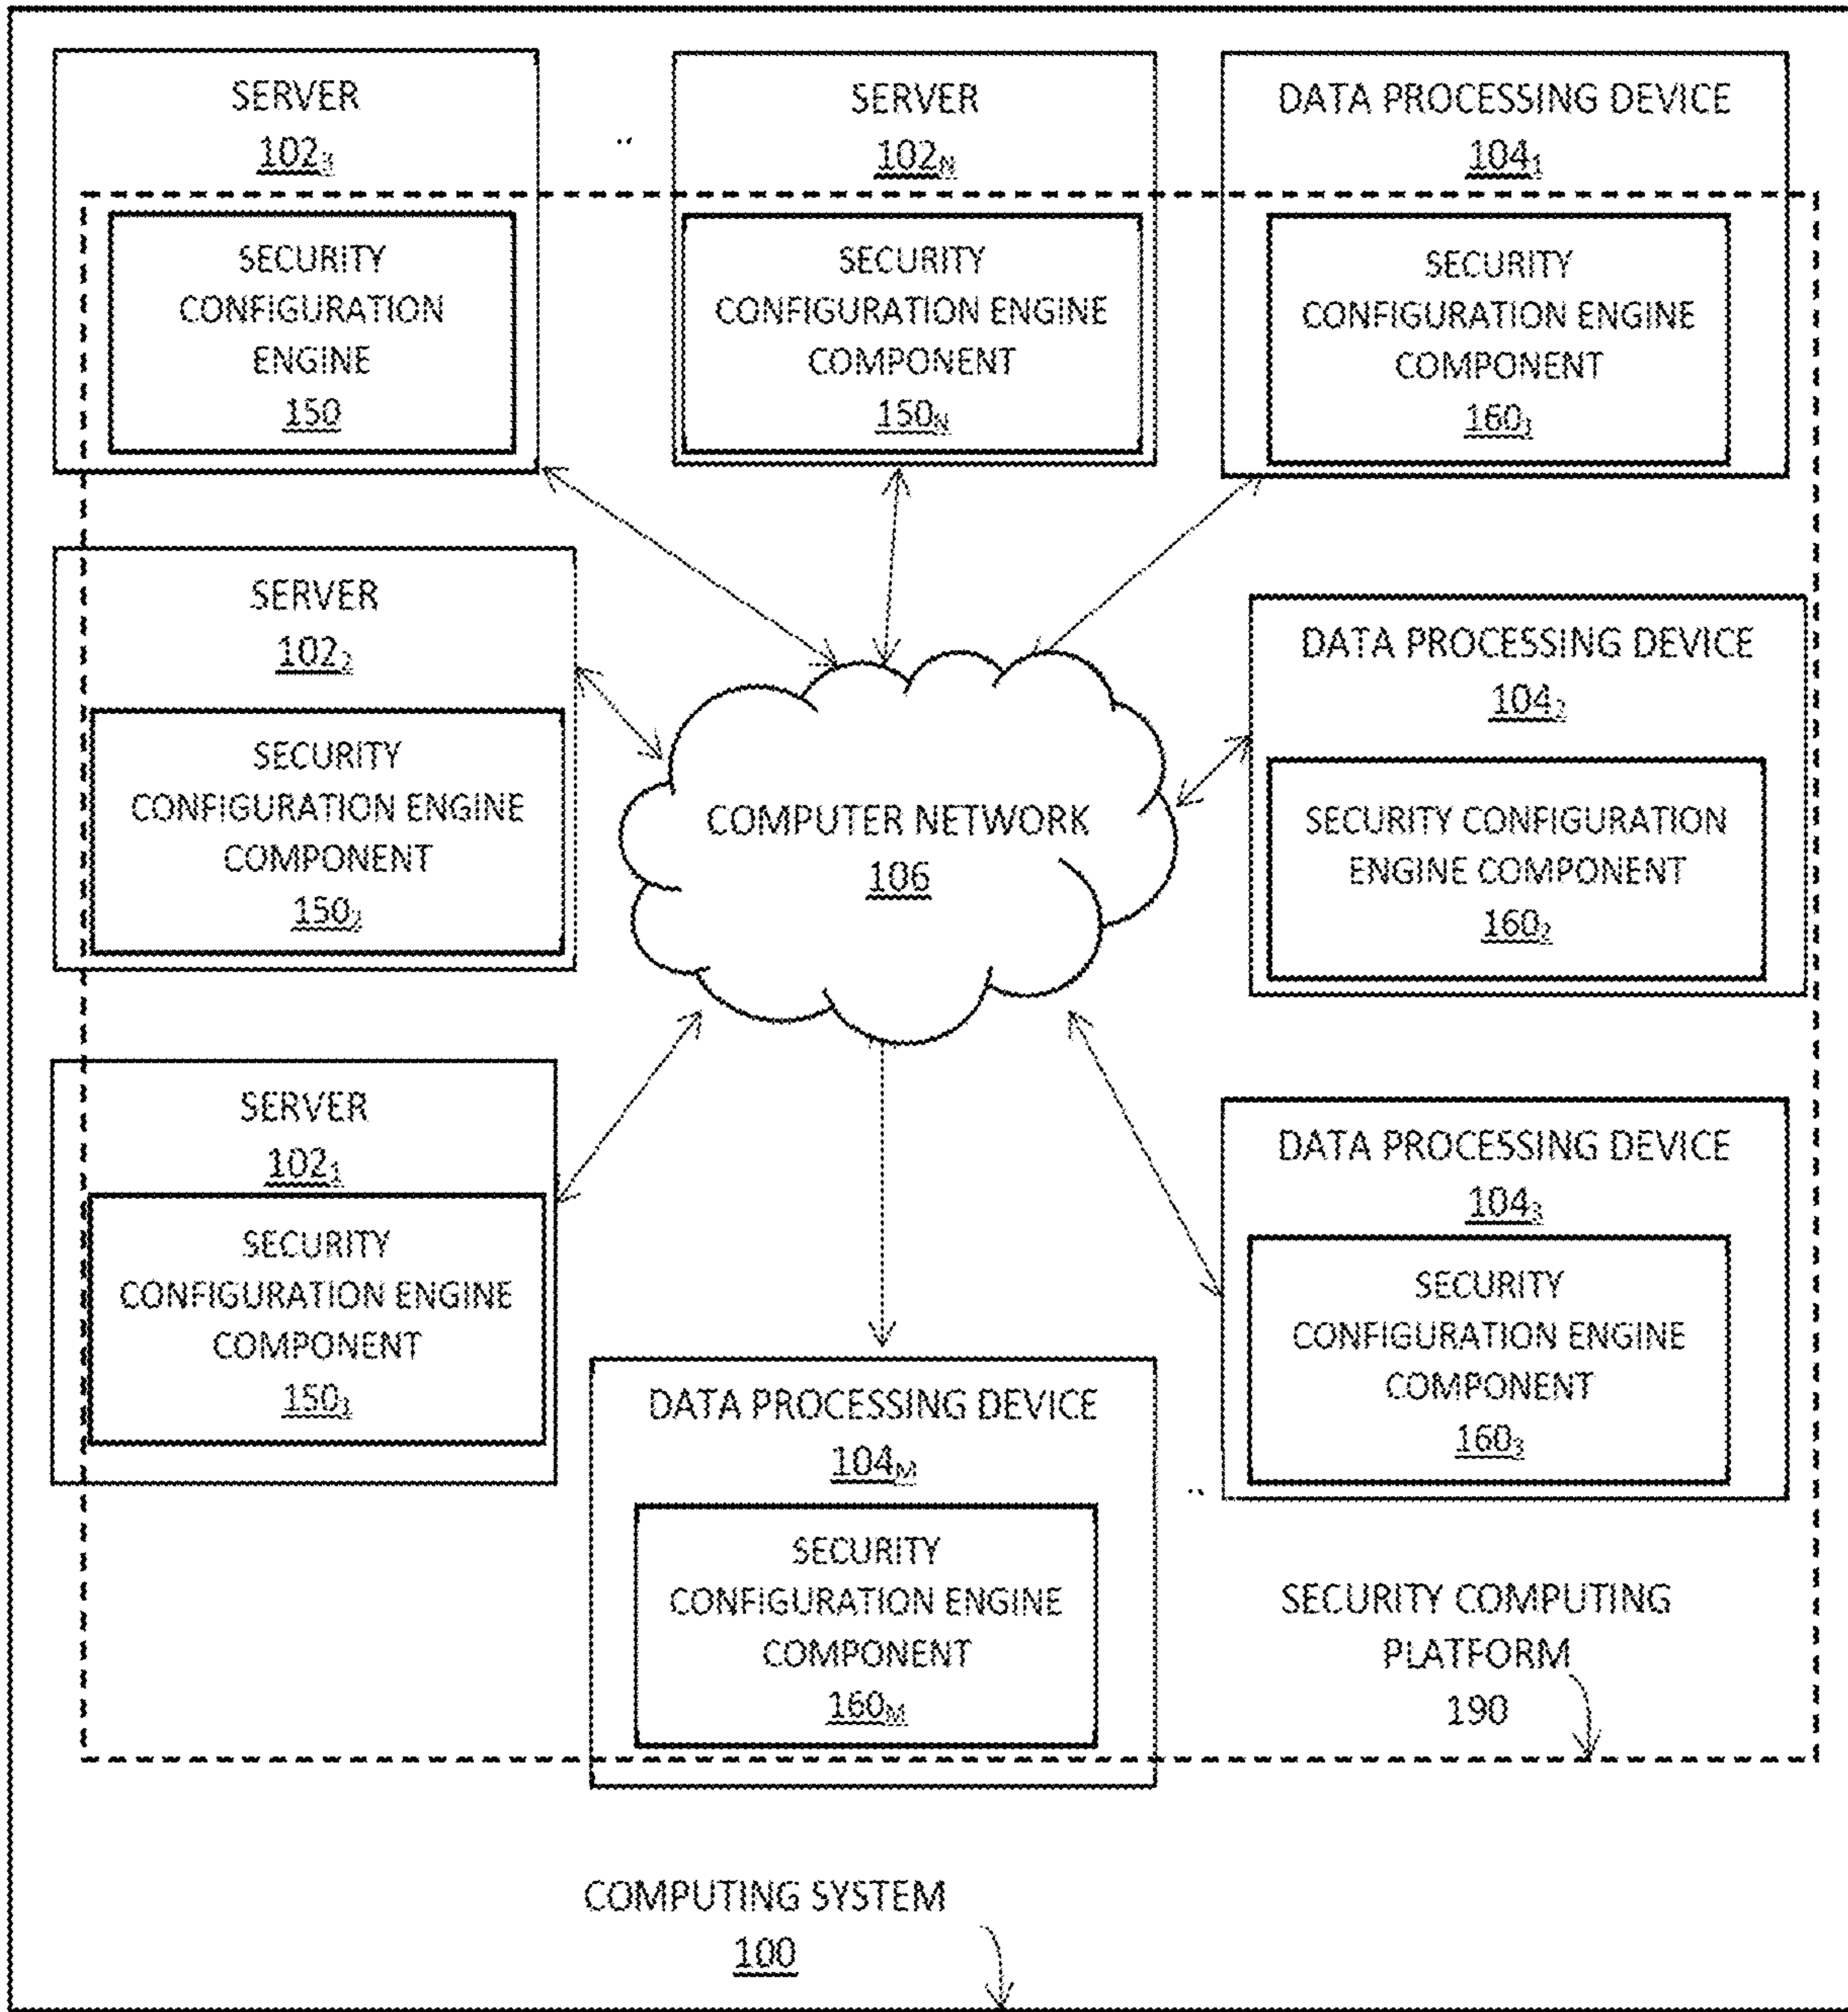 SERVER
102₃
SECURITY
CONFIGURATION
ENGINE
150
..
SERVER
102N
SECURITY
CONFIGURATION ENGINE
COMPONENT
150N
DATA PROCESSING DEVICE
104₁
SECURITY
CONFIGURATION ENGINE
COMPONENT
160₁
SERVER
102₂
SECURITY
CONFIGURATION ENGINE
COMPONENT
150₂
COMPUTER NETWORK
106
DATA PROCESSING DEVICE
104₂
SECURITY CONFIGURATION
ENGINE COMPONENT
160₂
SERVER
102₁
SECURITY
CONFIGURATION ENGINE
COMPONENT
150₁
DATA PROCESSING DEVICE
104M
SECURITY
CONFIGURATION ENGINE
COMPONENT
160M
..
DATA PROCESSING DEVICE
104₃
SECURITY
CONFIGURATION ENGINE
COMPONENT
160₃
SECURITY COMPUTING
PLATFORM
190
COMPUTING SYSTEM
100